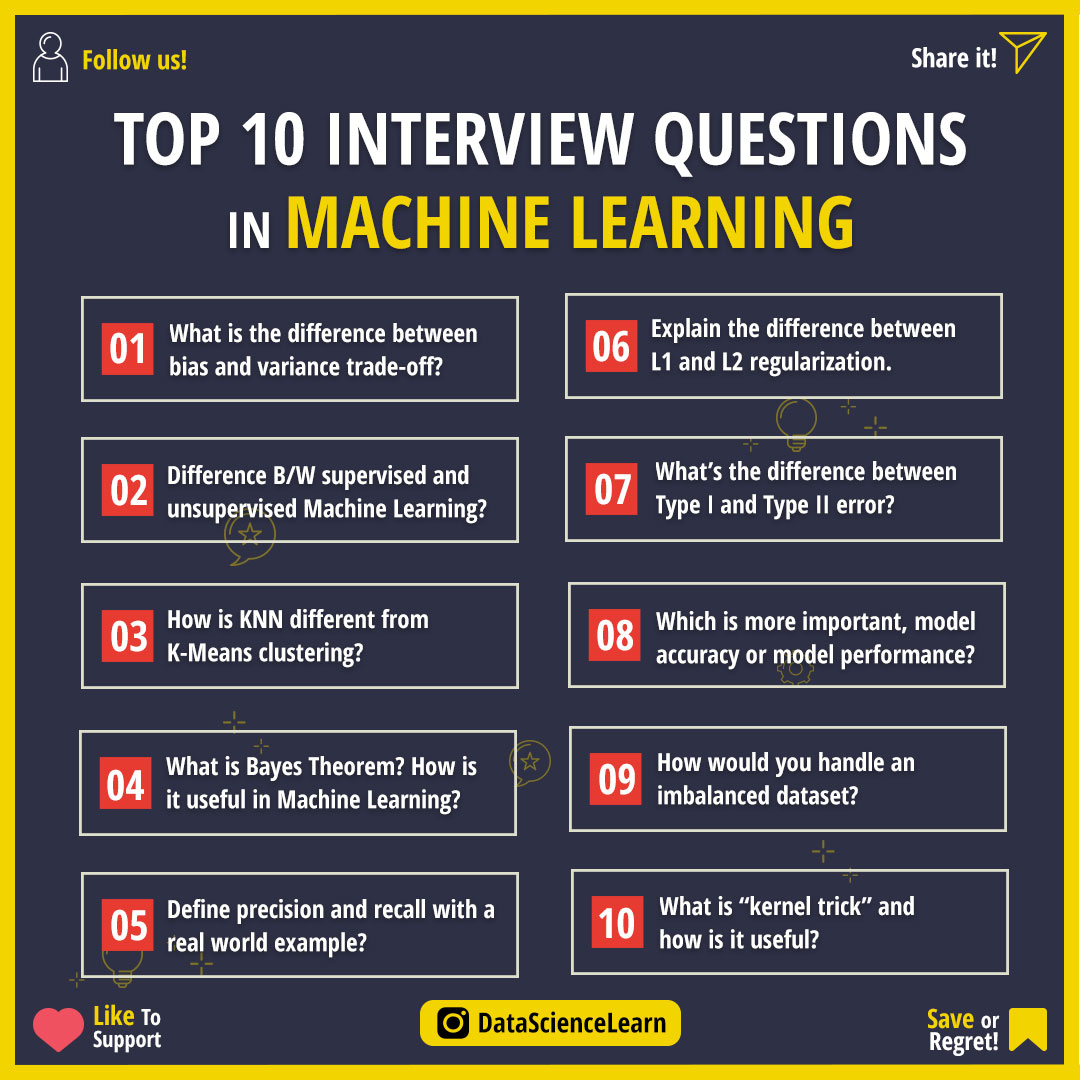 Follow us!
Share it!
TOP 10 INTERVIEW QUESTIONS
IN MACHINE LEARNING
01
What is the difference between
bias and variance trade-off?
02
Difference B/W supervised and
unsupervised Machine Learning?
03
How is KNN different from
K-Means clustering?
04
What is Bayes Theorem? How is
it useful in Machine Learning?
05
Define precision and recall with a
real world example?
06
Explain the difference between
L1 and L2 regularization.
07
What’s the difference between
Type I and Type II error?
08
Which is more important, model
accuracy or model performance?
09
How would you handle an
imbalanced dataset?
10
What is “kernel trick” and
how is it useful?
Like To
Support
DataScienceLearn
Save or
Regret!